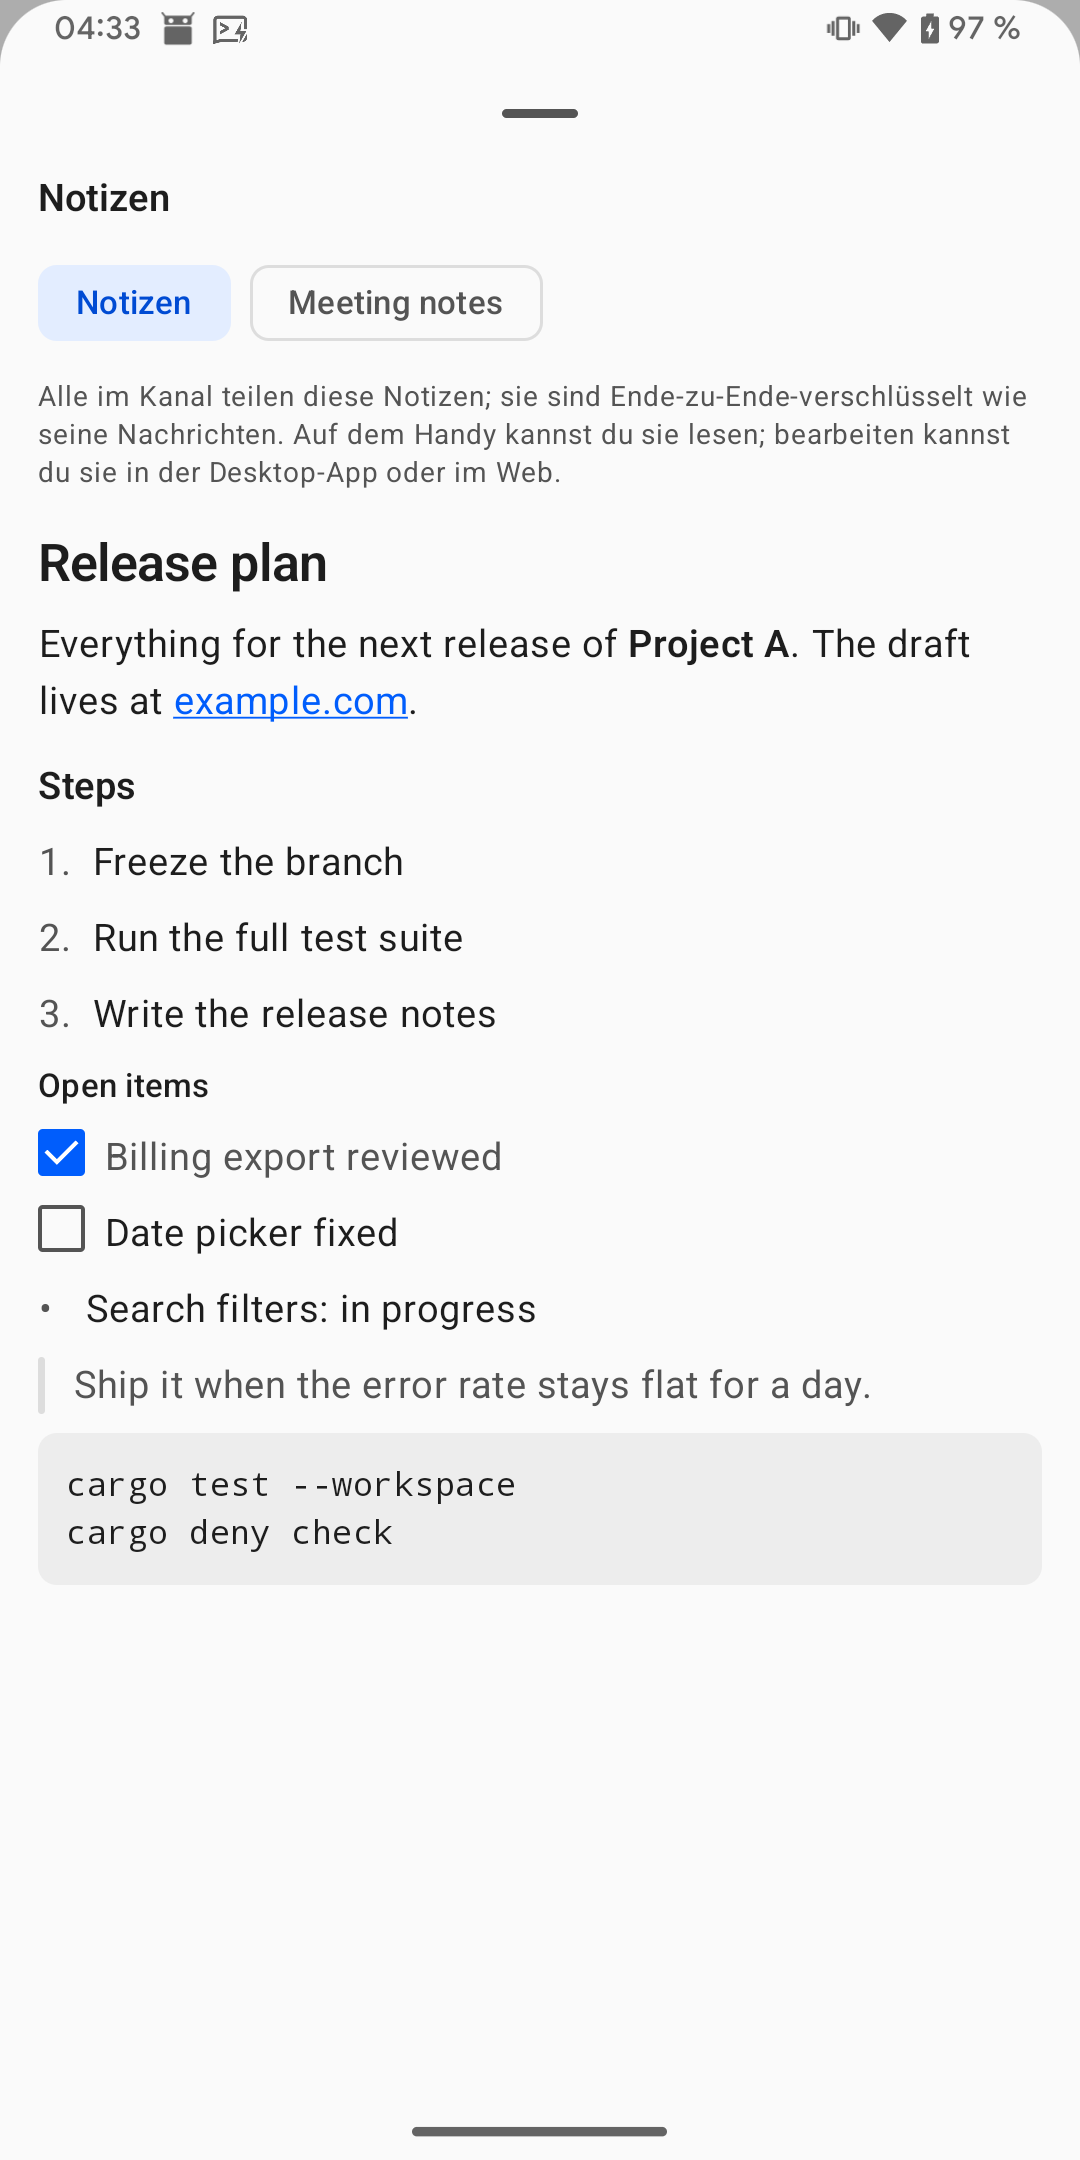 04:33
97 %
Notizen
Notizen
Meeting notes
Alle im Kanal teilen diese Notizen; sie sind Ende-zu-Ende-verschlüsselt wie
seine Nachrichten. Auf dem Handy kannst du sie lesen; bearbeiten kannst
du sie in der Desktop-App oder im Web.
Release plan
Everything for the next release of Project A. The draft
lives at example.com.
Steps
1. Freeze the branch
2. Run the full test suite
3. Write the release notes
Open items
Billing export reviewed
Date picker fixed
• Search filters: in progress
Ship it when the error rate stays flat for a day.
cargo test --workspace
cargo deny check